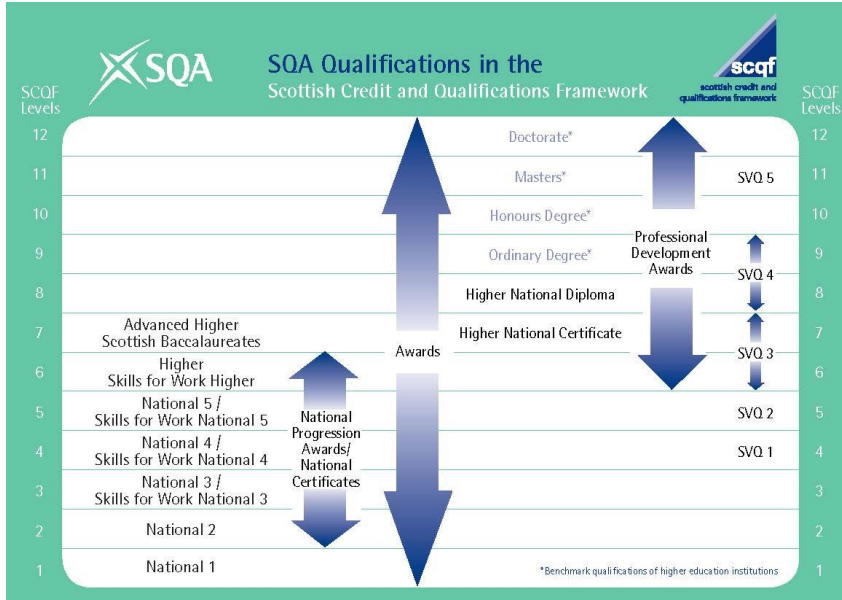 SQA
SQA Qualifications in the
Scottish Credit and Qualifications Framework
scqf
scottish credit and
qualifications framework
SCQF
Levels
SCQF
Levels
12
Doctorate*
12
11
Masters*
SVQ 5
11
10
Honours Degree*
10
9
Ordinary Degree*
Professional
Development
Awards
9
SVQ 4
8
Higher National Diploma
8
7
Advanced Higher
Scottish Baccalaureates
Awards
Higher National Certificate
7
SVQ 3
6
Higher
Skills for Work Higher
6
5
National 5 /
Skills for Work National 5
National
Progression
Awards/
National
Certificates
SVQ 2
5
4
National 4 /
Skills for Work National 4
SVQ 1
4
3
National 3 /
Skills for Work National 3
3
2
National 2
2
1
National 1
*Benchmark qualifications of higher education institutions
1